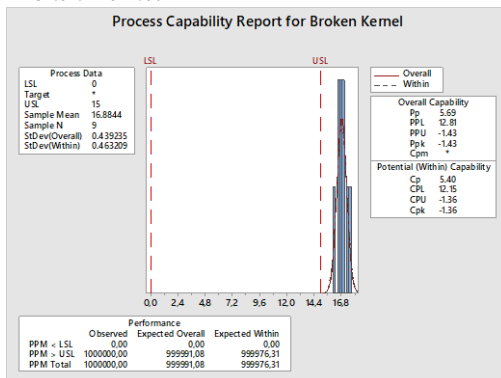 Process Capability Report for Broken Kernel
LSL
USL
Process Data
LSL 0
Target *
USL 15
Sample Mean 16.8844
Sample N 9
StDev(Overall) 0.439235
StDev(Within) 0.463209
Overall
Within
Overall Capability
Pp 5.69
PPL 12.81
PPU -1.43
Ppk -1.43
Cpm *
Potential (Within) Capability
Cp 5.40
CPL 12.15
CPU -1.36
Cpk -1.36
0,0 2,4 4,8 7,2 9,6 12,0 14,4 16,8
Performance
Observed Expected Overall Expected Within
PPM < LSL 0,00 0,00 0,00
PPM > USL 1000000,00 999991,08 999976,31
PPM Total 1000000,00 999991,08 999976,31